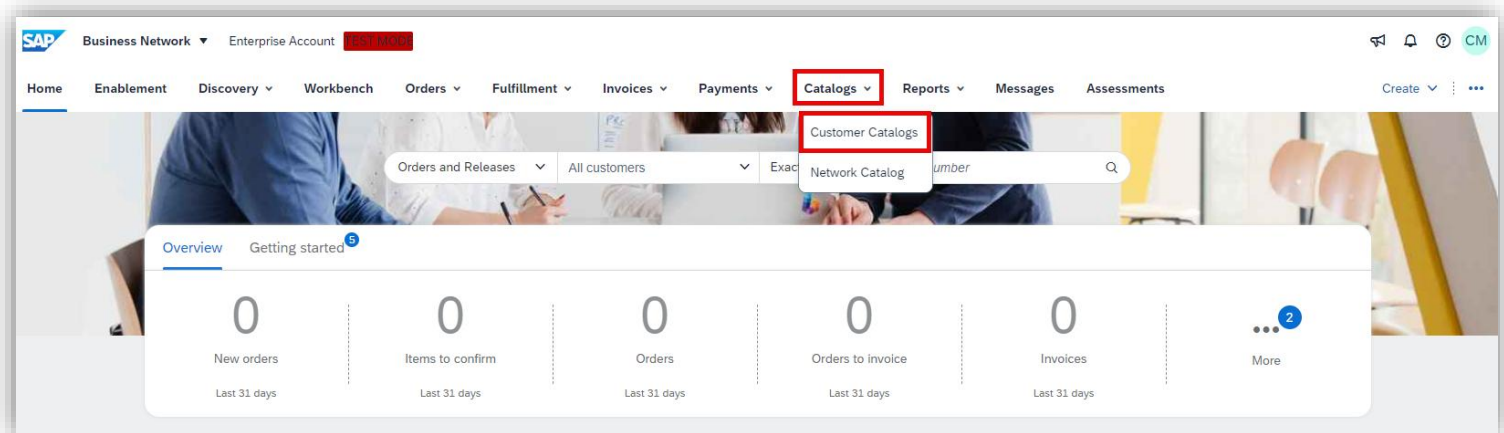 SAP Business Network Enterprise Account TEST MODE CM
Home Enablement Discovery Workbench Orders Fulfillment Invoices Payments Catalogs Reports Messages Assessments Create
Customer Catalogs
Orders and Releases All customers Exac umber
Network Catalog
Overview Getting started 5
0 0 0 0 0 ... 2
New orders Items to confirm Orders Orders to invoice Invoices More
Last 31 days Last 31 days Last 31 days Last 31 days Last 31 days